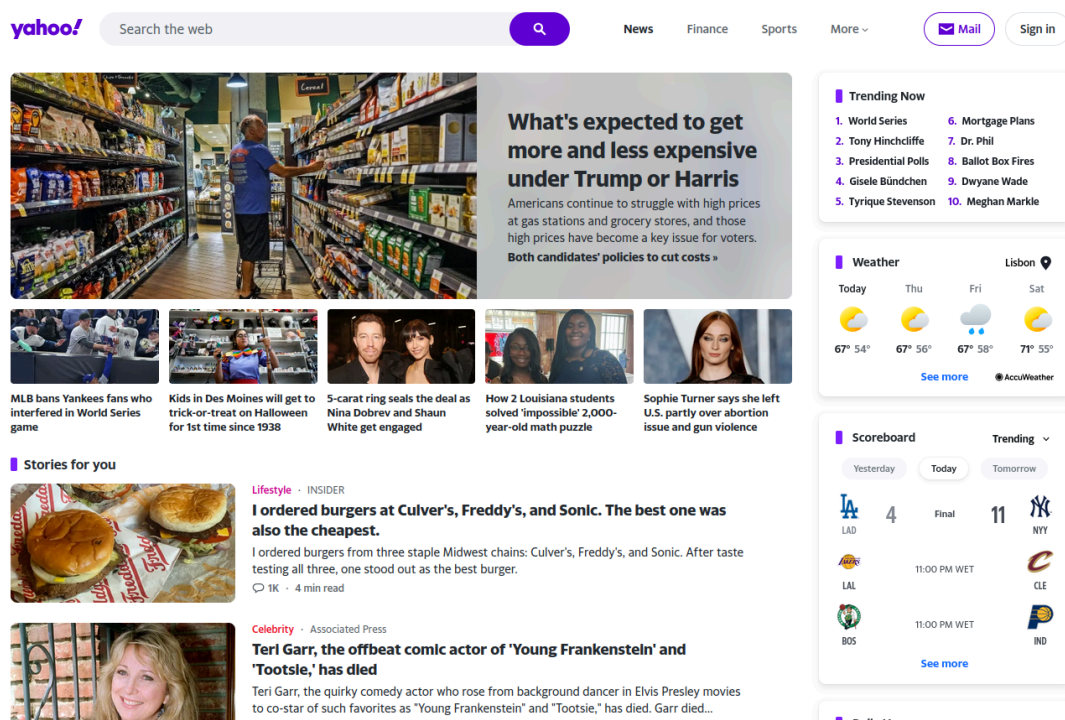 yahoo!
Search the web
News
Finance
Sports
More
Mail
Sign in
Cereal
What's expected to get
more and less expensive
under Trump or Harris
Americans continue to struggle with high prices
at gas stations and grocery stores, and those
high prices have become a key issue for voters.
Both candidates' policies to cut costs »
MLB bans Yankees fans who
interfered in World Series
game
Kids in Des Moines will get to
trick-or-treat on Halloween
for 1st time since 1938
5-carat ring seals the deal as
Nina Dobrev and Shaun
White get engaged
How 2 Louisiana students
solved 'impossible' 2,000-
year-old math puzzle
Sophie Turner says she left
U.S. partly over abortion
issue and gun violence
Stories for you
Lifestyle · INSIDER
I ordered burgers at Culver's, Freddy's, and Sonic. The best one was
also the cheapest.
I ordered burgers from three staple Midwest chains: Culver's, Freddy's, and Sonic. After taste
testing all three, one stood out as the best burger.
1K · 4 min read
Celebrity · Associated Press
Teri Garr, the offbeat comic actor of 'Young Frankenstein' and
'Tootsie,' has died
Teri Garr, the quirky comedy actor who rose from background dancer in Elvis Presley movies
to co-star of such favorites as "Young Frankenstein" and "Tootsie," has died. Garr died...
Trending Now
1. World Series
2. Tony Hinchcliffe
3. Presidential Polls
4. Gisele Bündchen
5. Tyrique Stevenson
6. Mortgage Plans
7. Dr. Phil
8. Ballot Box Fires
9. Dwyane Wade
10. Meghan Markle
Weather
Lisbon
Today
Thu
Fri
Sat
67° 54°
67° 56°
67° 58°
71° 55°
See more
AccuWeather
Scoreboard
Trending
Yesterday
Today
Tomorrow
LAD
4
Final
11
NYY
LAL
11:00 PM WET
CLE
BOS
11:00 PM WET
IND
See more